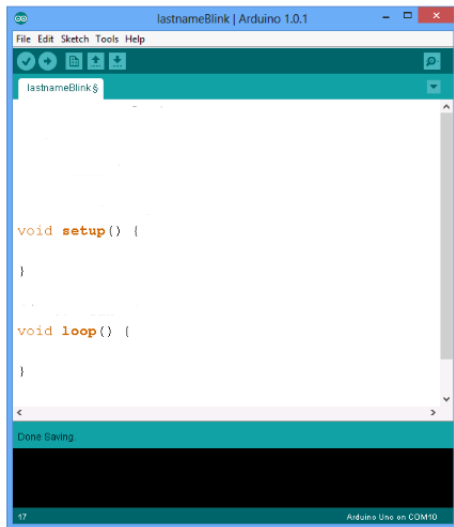 lastnameBlink | Arduino 1.0.1
File Edit Sketch Tools Help
lastnameBlink §
void setup() {
}
void loop() {
}
Done Saving.
17 Arduino Uno on COM10